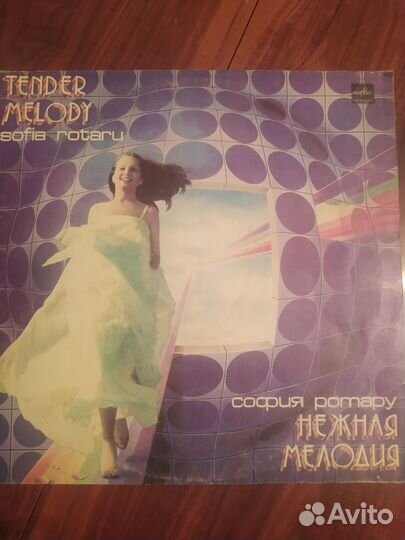 TENDER
MELODY
sofia rotaru
софия ротару
НЕЖНАЯ
МЕЛОДИЯ
Avito